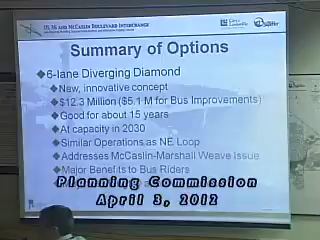 US 36 AND MCCASLIN BOULEVARD INTERCHANGE
Summary of Options
6-lane Diverging Diamond
New, innovative concept
$12.3 Million ($5.1 M for Bus Improvements)
Good for about 15 years
At capacity in 2030
Similar Operations as NE Loop
Addresses McCaslin-Marshall Weave Issue
Major Benefits to Bus Riders
Planning Commission
April 3, 2012